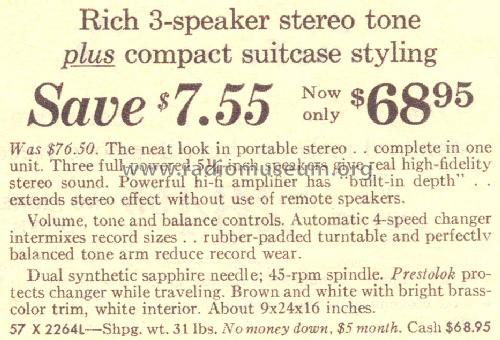 Rich 3-speaker stereo tone
plus compact suitcase styling
Save $7.55 Now only $68.95
Was $76.50. The neat look in portable stereo . . complete in one
unit. Three full-powered 5¼-inch speakers give real high-fidelity
stereo sound. Powerful hi-fi amplifier has "built-in depth" . .
extends stereo effect without use of remote speakers.
www.radiomuseum.org
Volume, tone and balance controls. Automatic 4-speed changer
intermixes record sizes . . rubber-padded turntable and perfectly
balanced tone arm reduce record wear.
Dual synthetic sapphire needle; 45-rpm spindle. Prestolok pro-
tects changer while traveling. Brown and white with bright brass-
color trim, white interior. About 9x24x16 inches.
57 X 2264L—Shpg. wt. 31 lbs. No money down, $5 month. Cash $68.95